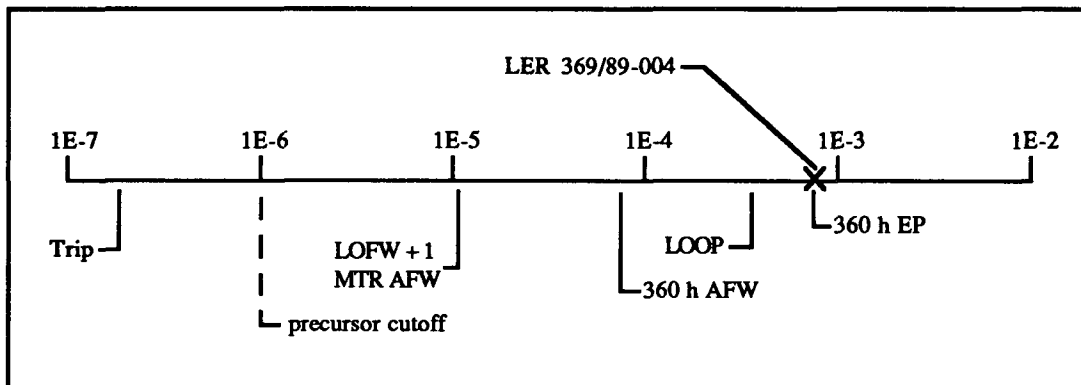 LER 369/89-004
1E-7 1E-6 1E-5 1E-4 1E-3 1E-2
Trip
LOFW + 1
MTR AFW
LOOP
360 h EP
360 h AFW
precursor cutoff